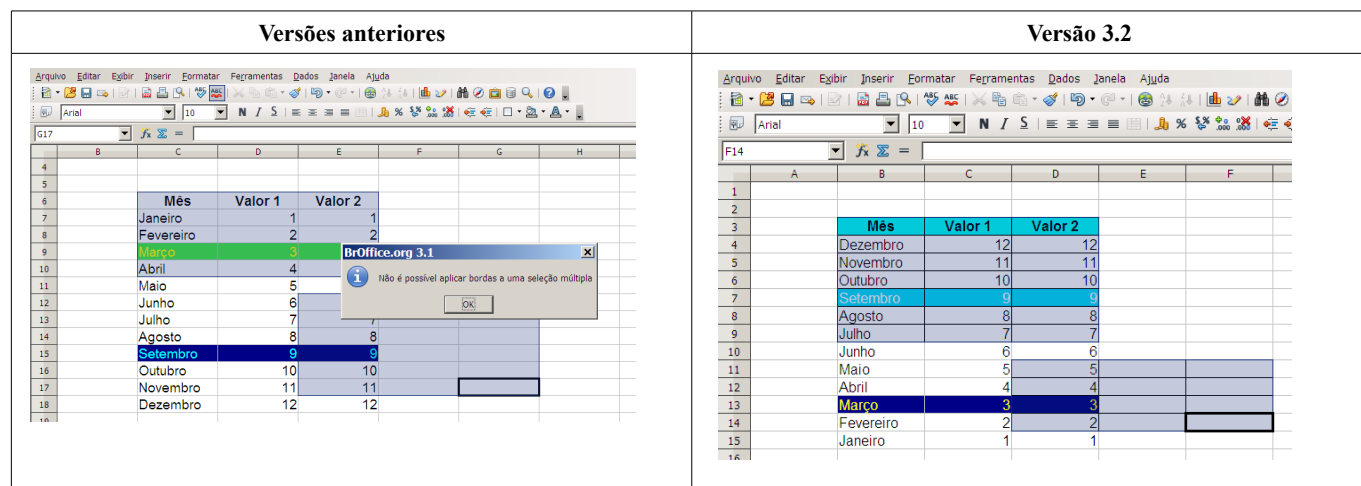 Versões anteriores
Arquivo Editar Exibir Inserir Formatar Ferramentas Dados Janela Ajuda
Arial 10 N I S
G17 fx Σ =
B C D E F G H
4
5
6 Mês Valor 1 Valor 2
7 Janeiro 1 1
8 Fevereiro 2 2
9 Março 3
10 Abril 4
11 Maio 5
12 Junho 6
13 Julho 7 7
14 Agosto 8 8
15 Setembro 9 9
16 Outubro 10 10
17 Novembro 11 11
18 Dezembro 12 12
19
BrOffice.org 3.1
Não é possível aplicar bordas a uma seleção múltipla
OK
Versão 3.2
Arquivo Editar Exibir Inserir Formatar Ferramentas Dados Janela Ajuda
Arial 10 N I S
F14 fx Σ =
A B C D E F
1
2
3 Mês Valor 1 Valor 2
4 Dezembro 12 12
5 Novembro 11 11
6 Outubro 10 10
7 Setembro 9 9
8 Agosto 8 8
9 Julho 7 7
10 Junho 6 6
11 Maio 5 5
12 Abril 4 4
13 Março 3 3
14 Fevereiro 2 2
15 Janeiro 1 1
16